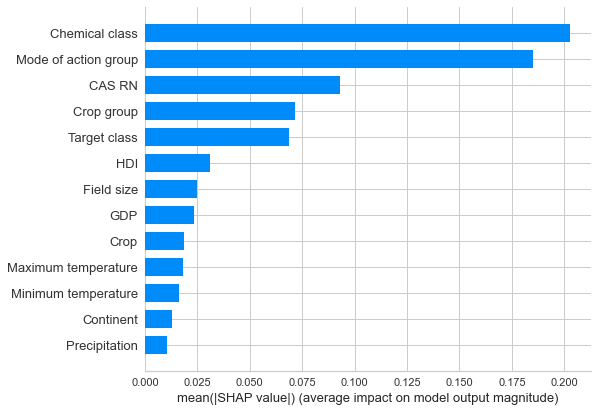 Chemical class
Mode of action group
CAS RN
Crop group
Target class
HDI
Field size
GDP
Crop
Maximum temperature
Minimum temperature
Continent
Precipitation
0.000 0.025 0.050 0.075 0.100 0.125 0.150 0.175 0.200
mean(|SHAP value|) (average impact on model output magnitude)